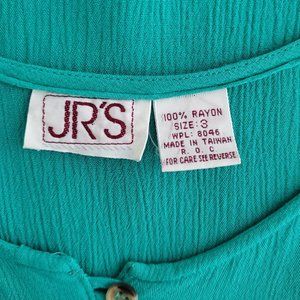 JR'S
100% RAYON
SIZE: 3
WPL: 8046
MADE IN TAIWAN
R. O. C
FOR CARE SEE REVERSE